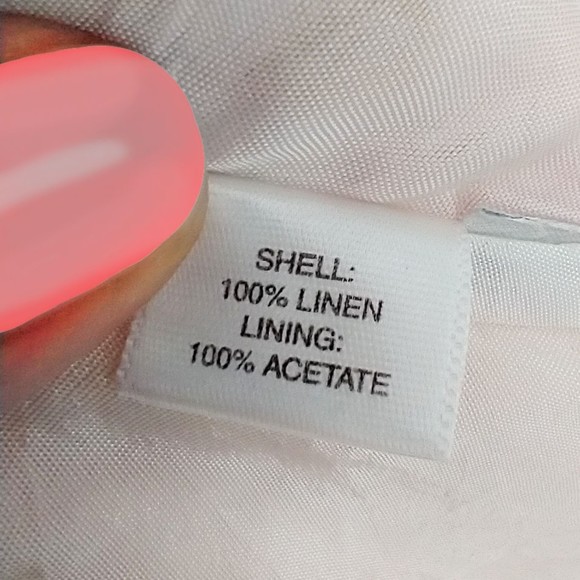 SHELL:
100% LINEN
LINING:
100% ACETATE